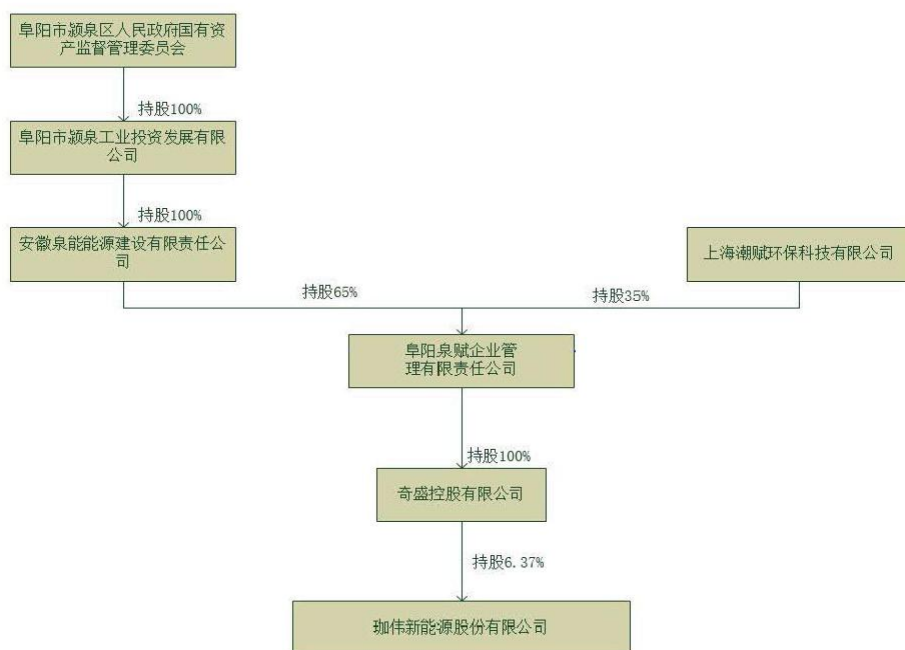 阜阳市颍泉区人民政府国有资
产监督管理委员会
持股100%
阜阳市颍泉工业投资发展有限
公司
持股100%
安徽泉能能源建设有限责任公
司
上海潮赋环保科技有限公司
持股65%
持股35%
阜阳泉赋企业管
理有限责任公司
持股100%
奇盛控股有限公司
持股6.37%
珈伟新能源股份有限公司